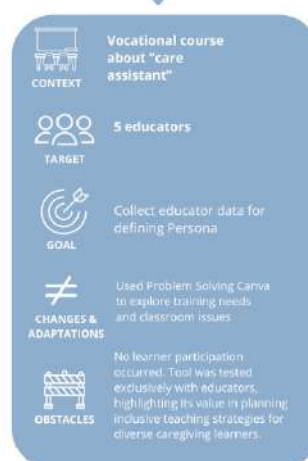 Vocational course
about "care
assistant"
CONTEXT
5 educators
TARGET
Collect educator data for
defining Persona
GOAL
Used Problem Solving Canva
to explore training needs
and classroom issues
CHANGES &
ADAPTATIONS
No learner participation
occurred. Tool was tested
exclusively with educators,
highlighting its value in planning
inclusive teaching strategies for
diverse caregiving learners.
OBSTACLES